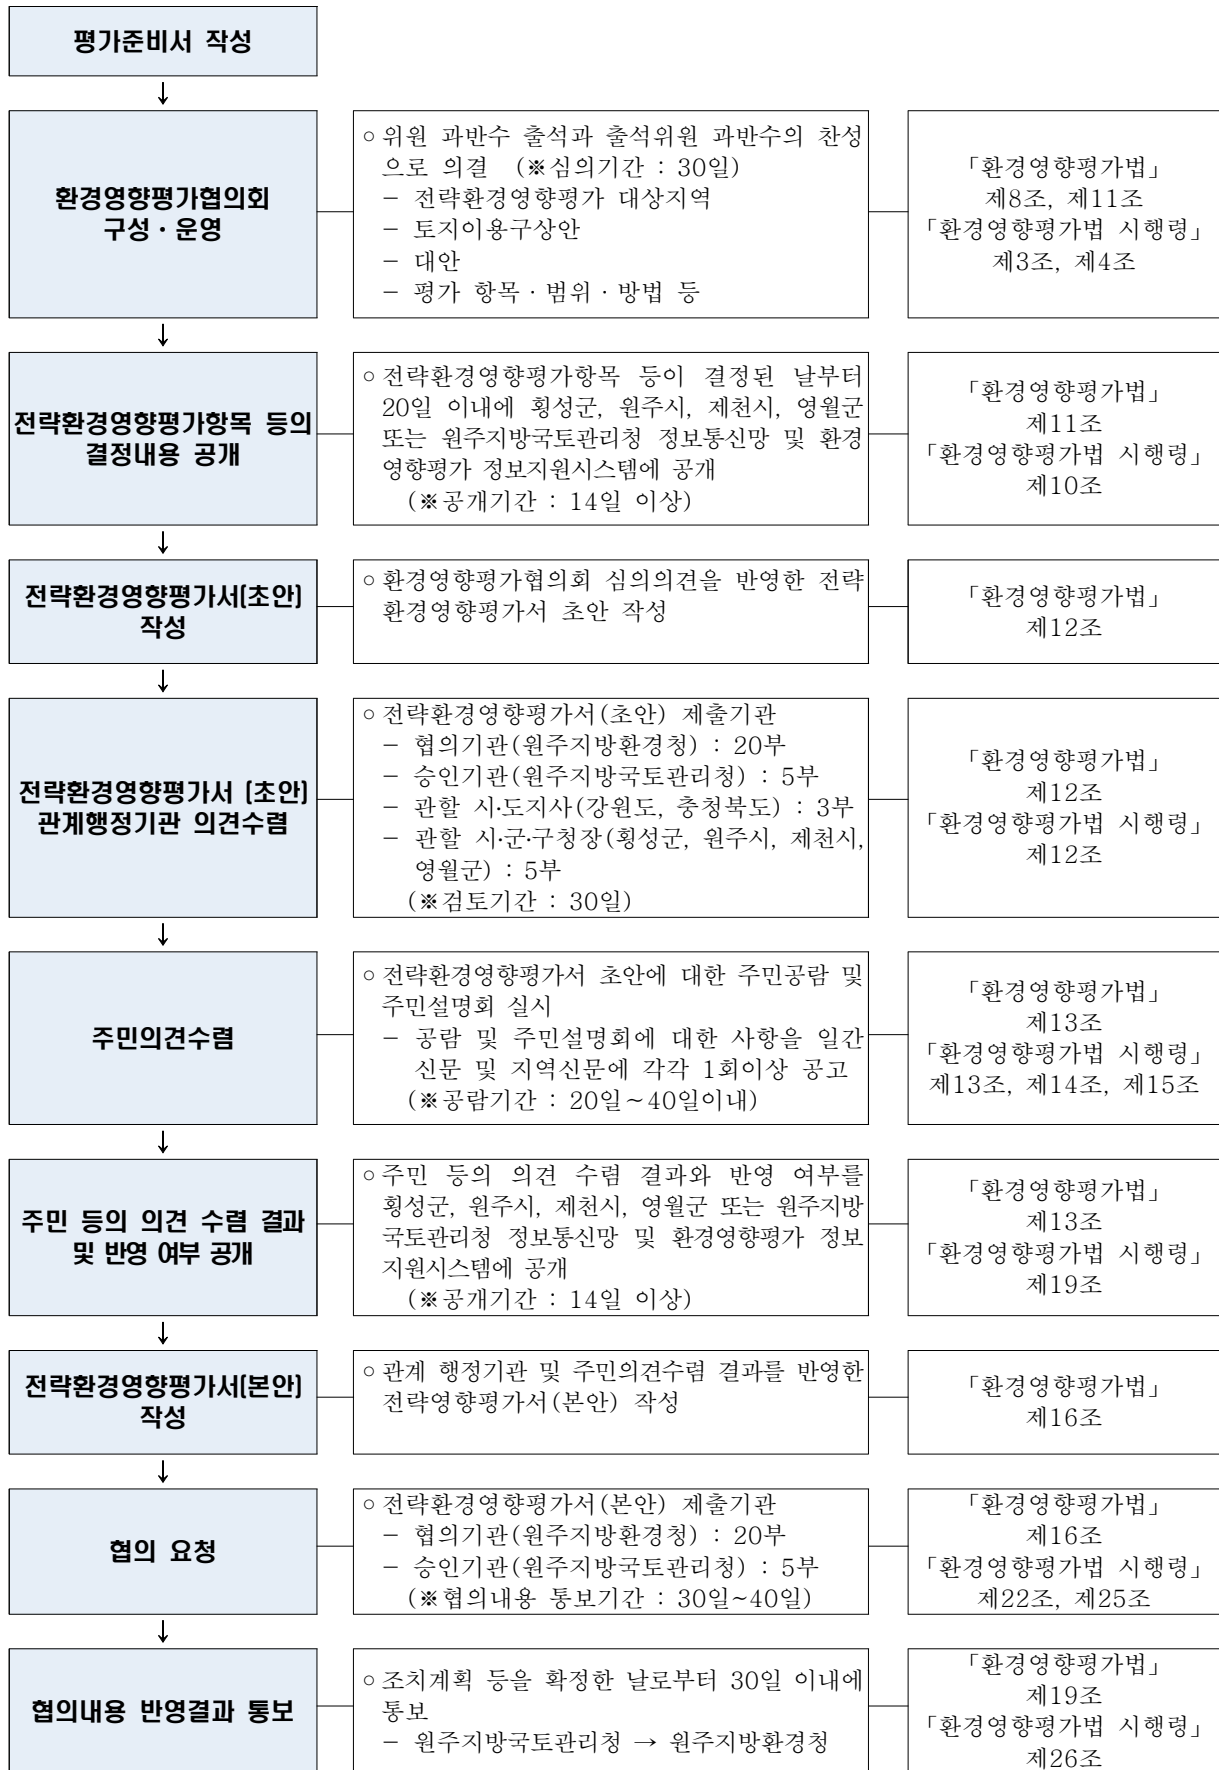 평가준비서 작성
↓
환경영향평가협의회
구성 · 운영
○ 위원 과반수 출석과 출석위원 과반수의 찬성
으로 의결 (※심의기간 : 30일)
− 전략환경영향평가 대상지역
− 토지이용구상안
− 대안
− 평가 항목 · 범위 · 방법 등
「환경영향평가법」
제8조, 제11조
「환경영향평가법 시행령」
제3조, 제4조
↓
전략환경영향평가항목 등의
결정내용 공개
○ 전략환경영향평가항목 등이 결정된 날부터
20일 이내에 횡성군, 원주시, 제천시, 영월군
또는 원주지방국토관리청 정보통신망 및 환경
영향평가 정보지원시스템에 공개
(※공개기간 : 14일 이상)
「환경영향평가법」
제11조
「환경영향평가법 시행령」
제10조
↓
전략환경영향평가서(초안)
작성
○ 환경영향평가협의회 심의의견을 반영한 전략
환경영향평가서 초안 작성
「환경영향평가법」
제12조
↓
전략환경영향평가서 (초안)
관계행정기관 의견수렴
○ 전략환경영향평가서(초안) 제출기관
− 협의기관(원주지방환경청) : 20부
− 승인기관(원주지방국토관리청) : 5부
− 관할 시·도지사(강원도, 충청북도) : 3부
− 관할 시·군·구청장(횡성군, 원주시, 제천시,
영월군) : 5부
(※검토기간 : 30일)
「환경영향평가법」
제12조
「환경영향평가법 시행령」
제12조
↓
주민의견수렴
○ 전략환경영향평가서 초안에 대한 주민공람 및
주민설명회 실시
− 공람 및 주민설명회에 대한 사항을 일간
신문 및 지역신문에 각각 1회이상 공고
(※공람기간 : 20일~40일이내)
「환경영향평가법」
제13조
「환경영향평가법 시행령」
제13조, 제14조, 제15조
↓
주민 등의 의견 수렴 결과
및 반영 여부 공개
○ 주민 등의 의견 수렴 결과와 반영 여부를
횡성군, 원주시, 제천시, 영월군 또는 원주지방
국토관리청 정보통신망 및 환경영향평가 정보
지원시스템에 공개
(※공개기간 : 14일 이상)
「환경영향평가법」
제13조
「환경영향평가법 시행령」
제19조
↓
전략환경영향평가서(본안)
작성
○ 관계 행정기관 및 주민의견수렴 결과를 반영한
전략영향평가서(본안) 작성
「환경영향평가법」
제16조
↓
협의 요청
○ 전략환경영향평가서(본안) 제출기관
− 협의기관(원주지방환경청) : 20부
− 승인기관(원주지방국토관리청) : 5부
(※협의내용 통보기간 : 30일~40일)
「환경영향평가법」
제16조
「환경영향평가법 시행령」
제22조, 제25조
↓
협의내용 반영결과 통보
○ 조치계획 등을 확정한 날로부터 30일 이내에
통보
− 원주지방국토관리청 → 원주지방환경청
「환경영향평가법」
제19조
「환경영향평가법 시행령」
제26조